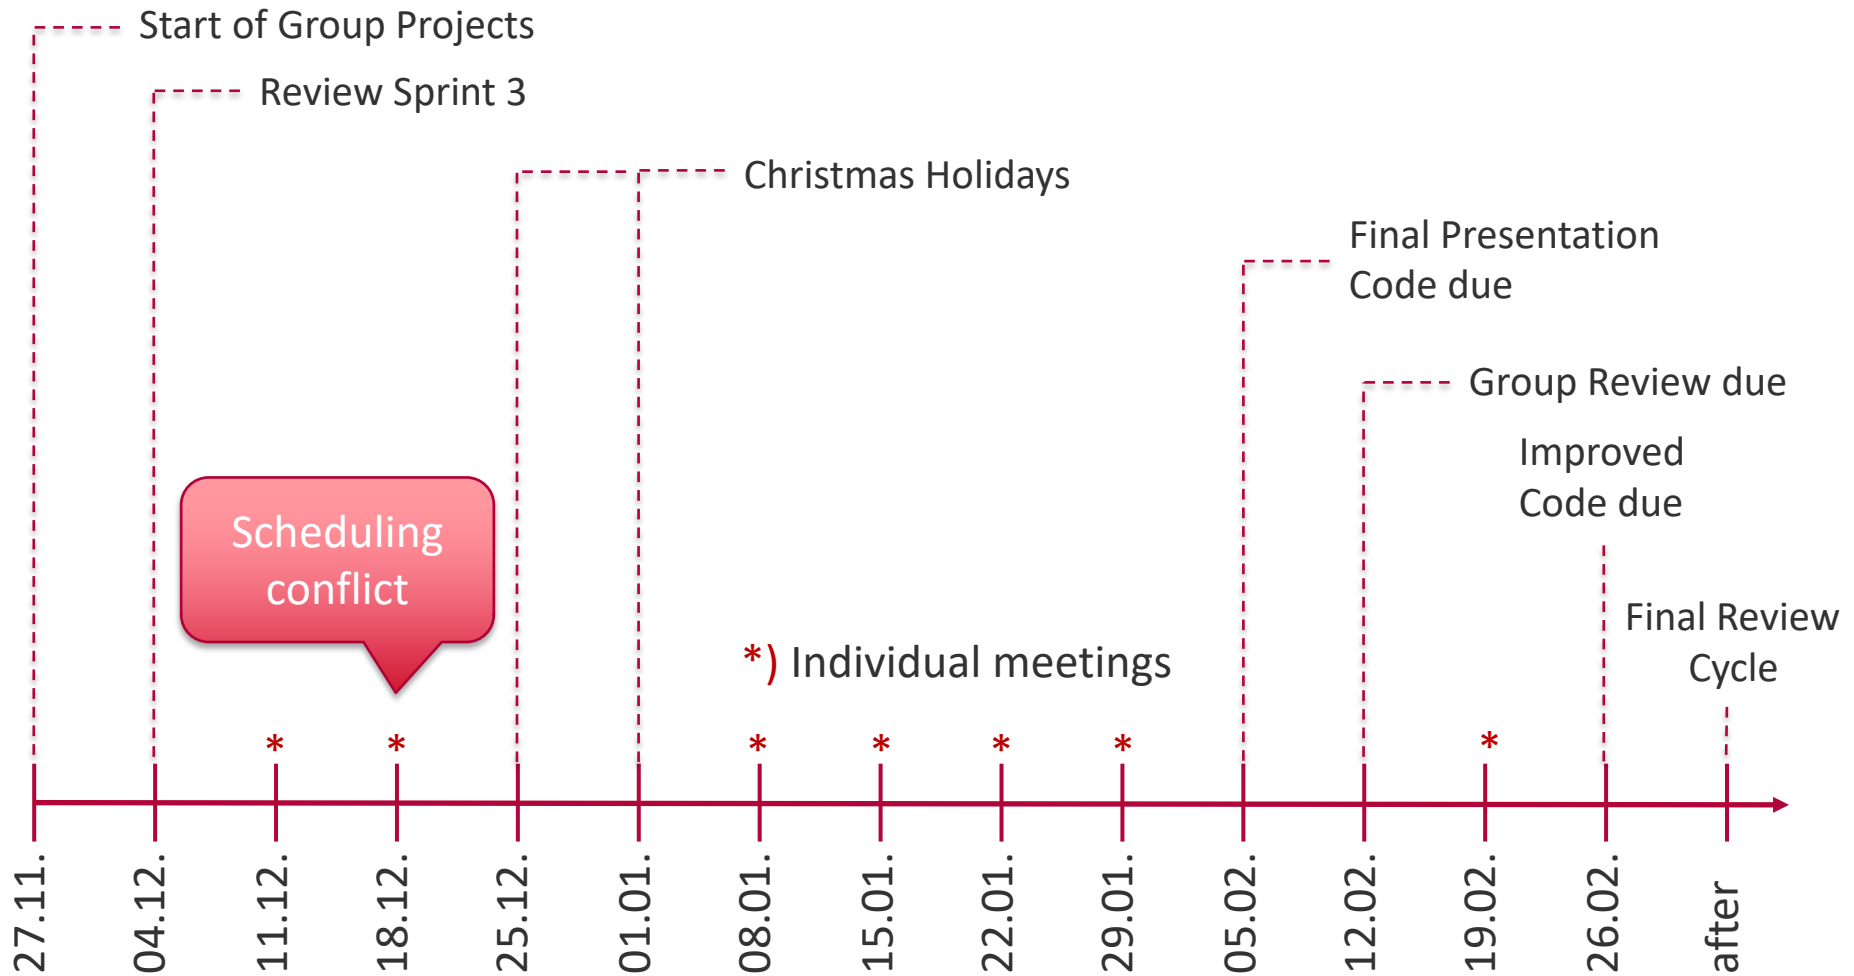 Start of Group Projects
Review Sprint 3
Christmas Holidays
Final Presentation
Code due
Group Review due
Improved
Code due
Scheduling
conflict
Final Review
Cycle
*) Individual meetings
* * * * * * *
27.11.
04.12.
11.12.
18.12.
25.12.
01.01.
08.01.
15.01.
22.01.
29.01.
05.02.
12.02.
19.02.
26.02.
after